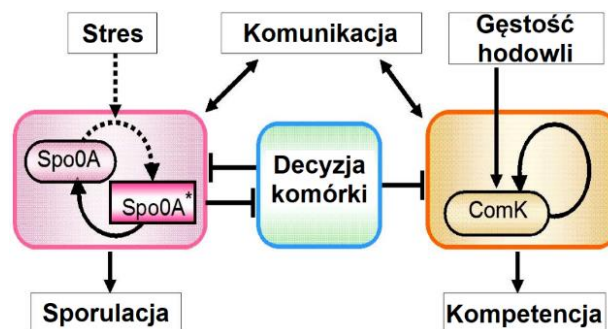 Stres
Komunikacja
Gęstość
hodowli
Spo0A
Spo0A*
Decyzja
komórki
ComK
Sporulacja
Kompetencja